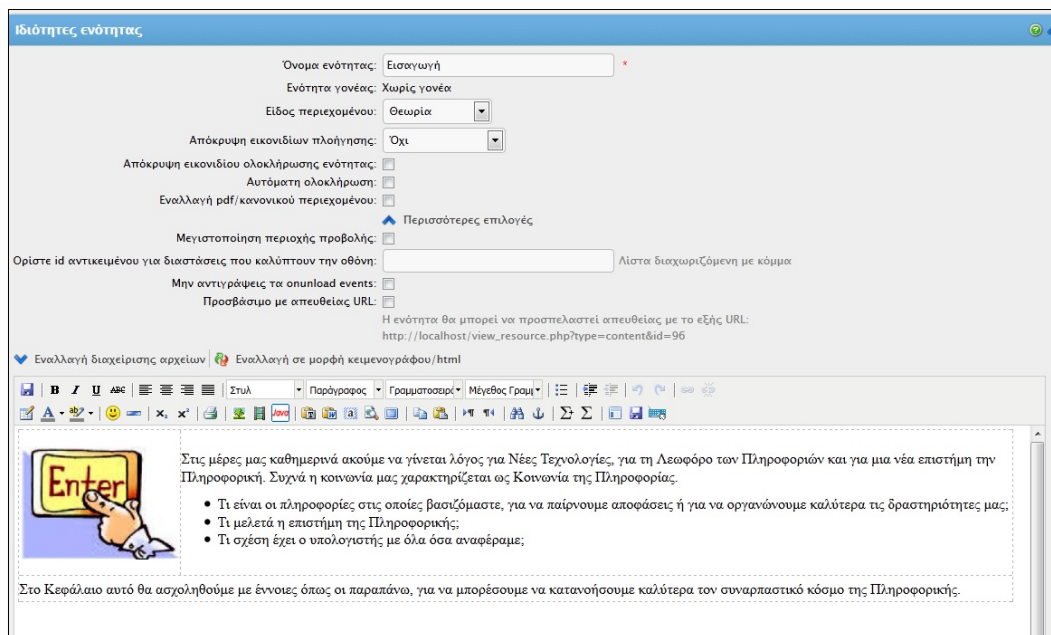 Ιδιότητες ενότητας
Όνομα ενότητας: Εισαγωγή *
Ενότητα γονέας: Χωρίς γονέα
Είδος περιεχομένου: Θεωρία
Απόκρυψη εικονιδίων πλοήγησης: Όχι
Απόκρυψη εικονιδίου ολοκλήρωσης ενότητας:
Αυτόματη ολοκλήρωση:
Εναλλαγή pdf/κανονικού περιεχομένου:
Περισσότερες επιλογές
Μεγιστοποίηση περιοχής προβολής:
Ορίστε id αντικειμένου για διαστάσεις που καλύπτουν την οθόνη: Λίστα διαχωριζόμενη με κόμμα
Μην αντιγράψεις τα onunload events:
Προσβάσιμο με απευθείας URL:
Η ενότητα θα μπορεί να προσπελαστεί απευθείας με το εξής URL:
http://localhost/view_resource.php?type=content&id=96
Εναλλαγή διαχείρισης αρχείων Εναλλαγή σε μορφή κειμενογράφου/html
B I U ABC Στυλ Παράγραφος Γραμματοσειρά Μέγεθος Γραμμ
Java
Enter
Στις μέρες μας καθημερινά ακούμε να γίνεται λόγος για Νέες Τεχνολογίες, για τη Λεωφόρο των Πληροφοριών και για μια νέα επιστήμη την
Πληροφορική. Συχνά η κοινωνία μας χαρακτηρίζεται ως Κοινωνία της Πληροφορίας.
• Τι είναι οι πληροφορίες στις οποίες βασιζόμαστε, για να παίρνουμε αποφάσεις ή για να οργανώνουμε καλύτερα τις δραστηριότητες μας;
• Τι μελετά η επιστήμη της Πληροφορικής;
• Τι σχέση έχει ο υπολογιστής με όλα όσα αναφέραμε;
Στο Κεφάλαιο αυτό θα ασχοληθούμε με έννοιες όπως οι παραπάνω, για να μπορέσουμε να κατανοήσουμε καλύτερα τον συναρπαστικό κόσμο της Πληροφορικής.